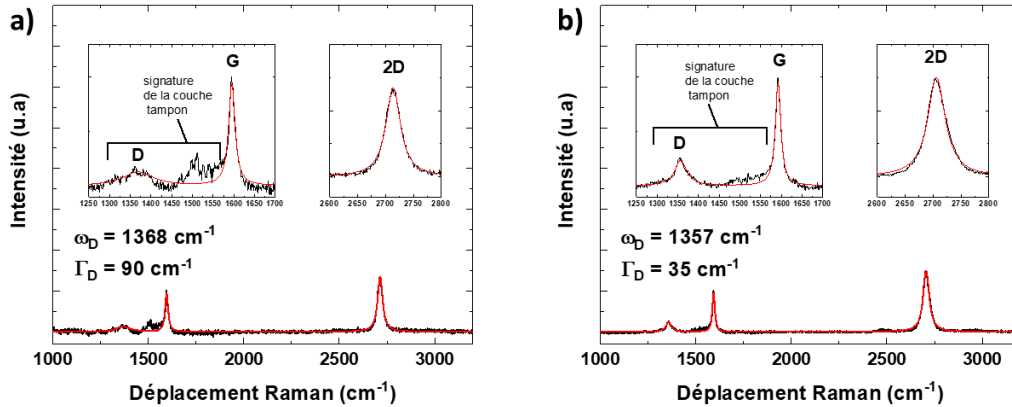 a)
Intensité (u.a)
signature
de la couche
tampon
G
D
1250 1300 1350 1400 1450 1500 1550 1600 1650 1700
2D
2600 2650 2700 2750 2800
ωD = 1368 cm⁻¹
ΓD = 90 cm⁻¹
1000 1500 2000 2500 3000
Déplacement Raman (cm⁻¹)
b)
Intensité (u.a)
signature
de la couche
tampon
G
D
1250 1300 1350 1400 1450 1500 1550 1600 1650 1700
2D
2600 2650 2700 2750 2800
ωD = 1357 cm⁻¹
ΓD = 35 cm⁻¹
1000 1500 2000 2500 3000
Déplacement Raman (cm⁻¹)